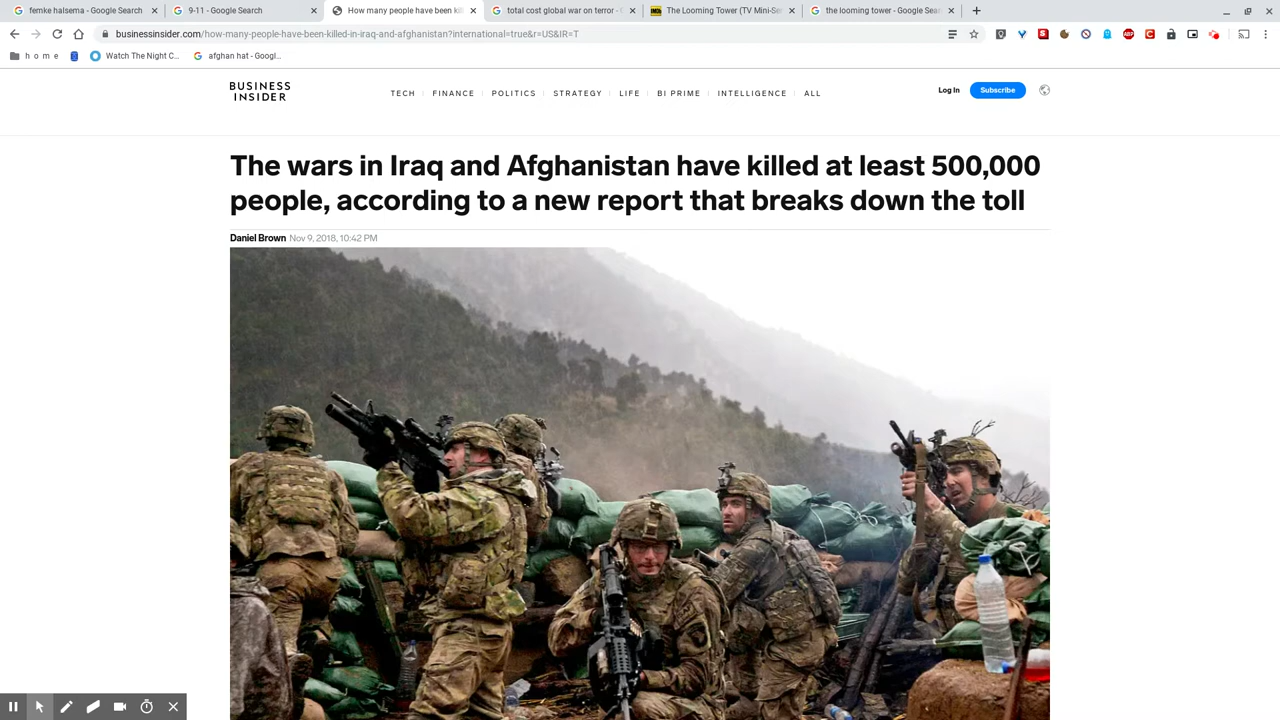 femke halsema - Google Search
9-11 - Google Search
How many people have been kil
total cost global war on terror - G
The Looming Tower (TV Mini-Se
the looming tower - Google Sea
businessinsider.com/how-many-people-have-been-killed-in-iraq-and-afghanistan?international=true&r=US&IR=T
h o m e
Watch The Night C...
afghan hat - Googl...
BUSINESS
INSIDER
TECH
FINANCE
POLITICS
STRATEGY
LIFE
BI PRIME
INTELLIGENCE
ALL
Log In
Subscribe
The wars in Iraq and Afghanistan have killed at least 500,000
people, according to a new report that breaks down the toll
Daniel Brown Nov 9, 2018, 10:42 PM